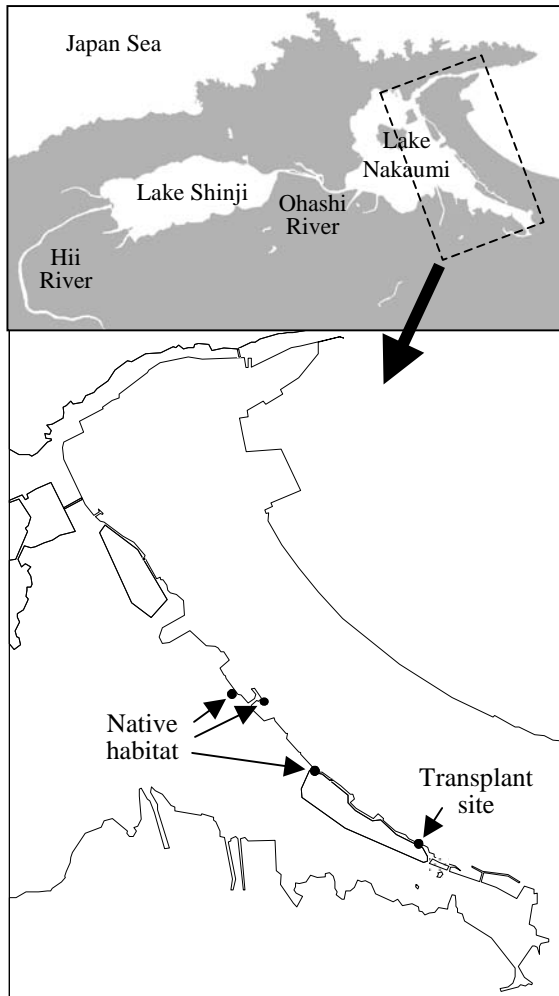 Japan Sea
Lake
Nakaumi
Lake Shinji
Ohashi
River
Hii
River
Native
habitat
Transplant
site